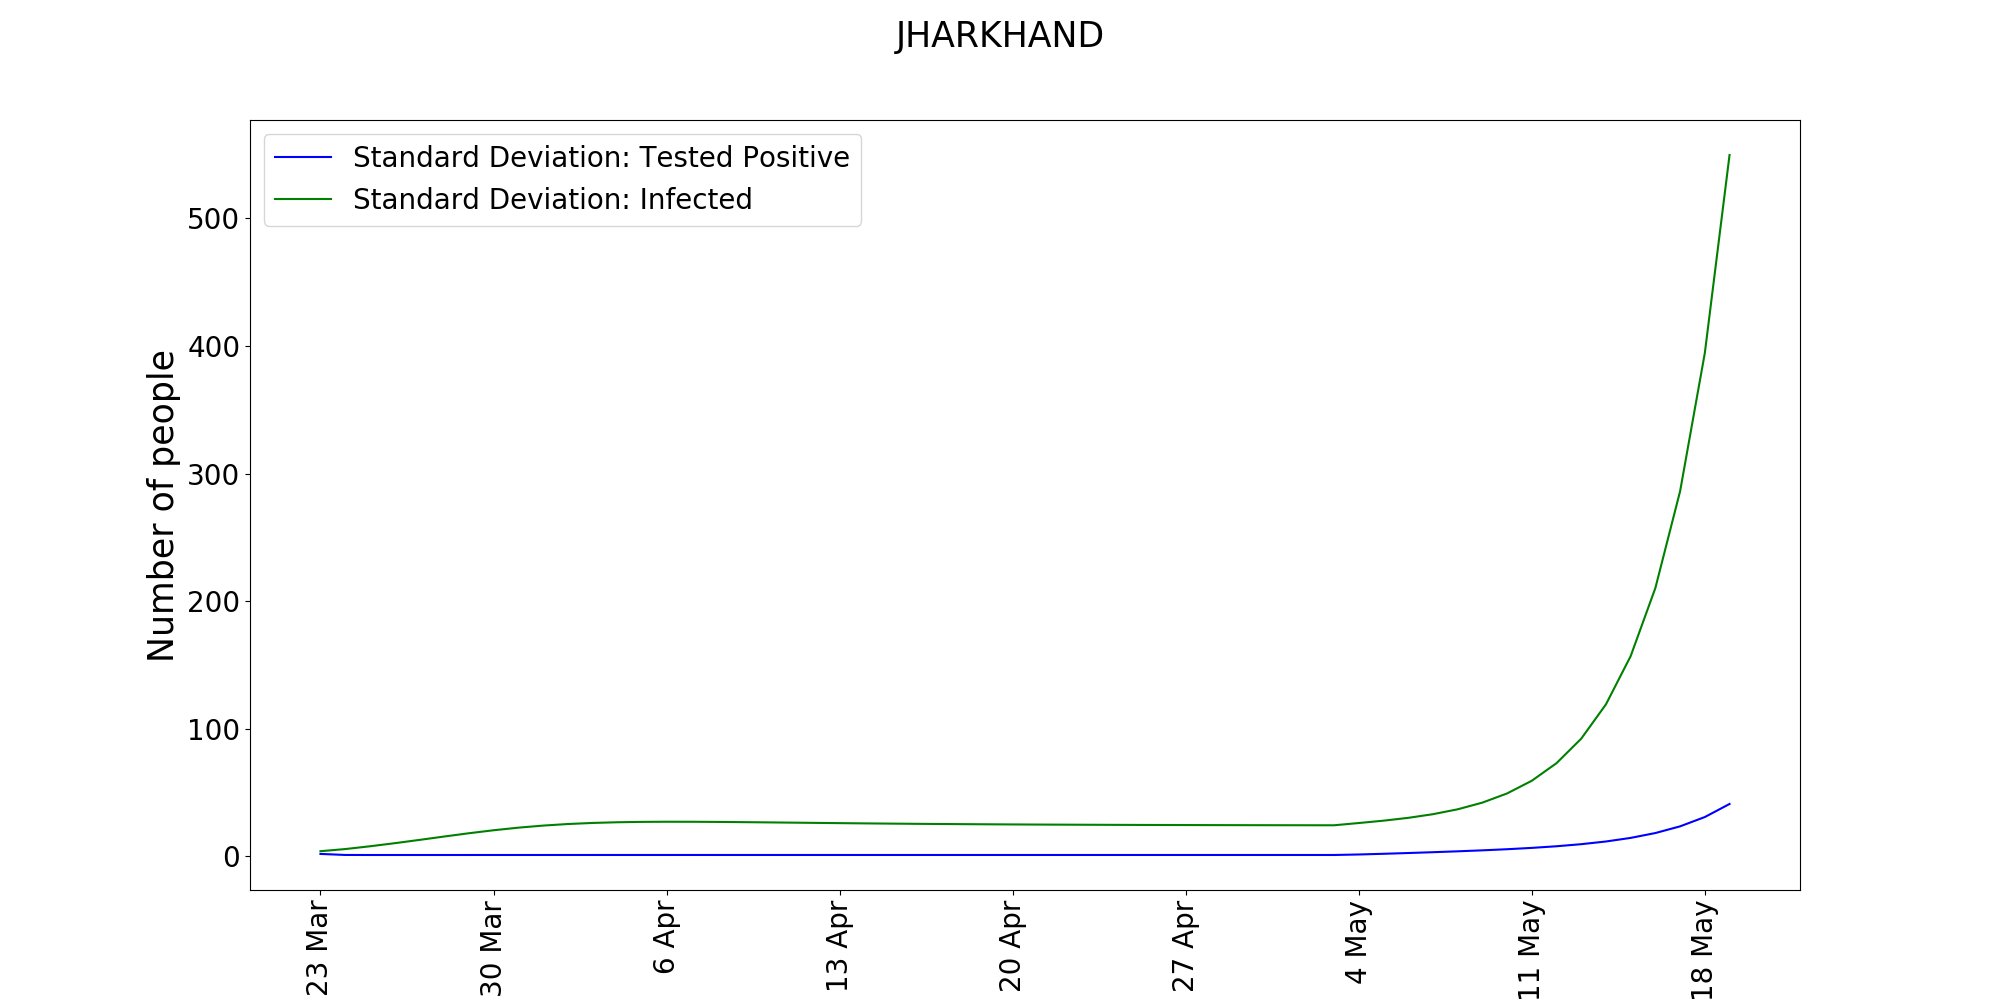 JHARKHAND
Standard Deviation: Tested Positive
Standard Deviation: Infected
Number of people
500
400
300
200
100
0
23 Mar
30 Mar
6 Apr
13 Apr
20 Apr
27 Apr
4 May
11 May
18 May